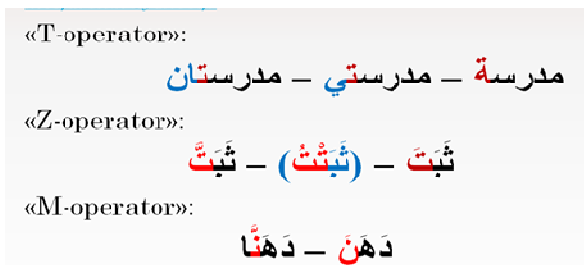 «T-operator»:
مدرسة – مدرستي – مدرستان
«Z-operator»:
ثَبَتَ – (ثَبَتْتُ) – ثَبَتَّ
«M-operator»:
دَهَنَ – دَهَنَّا